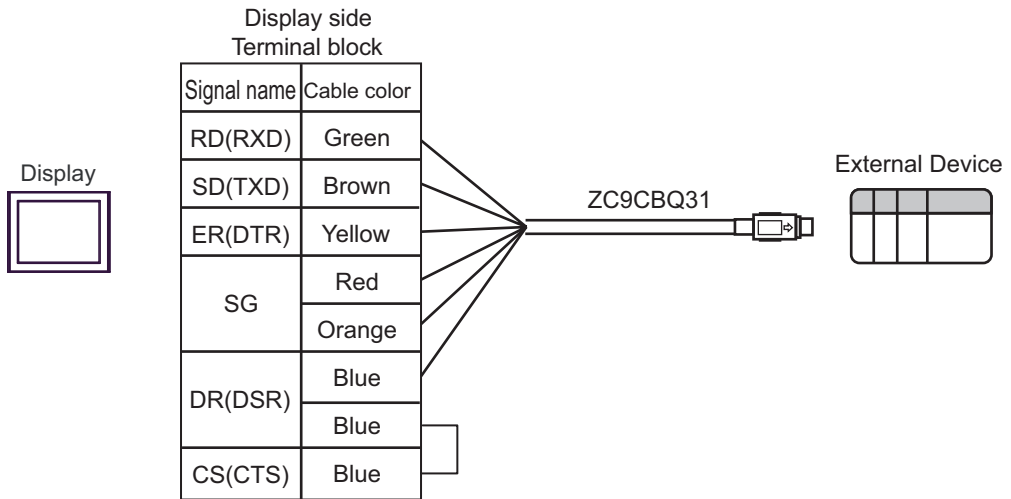 Display side
Terminal block
Signal name Cable color
RD(RXD) Green
SD(TXD) Brown
ER(DTR) Yellow
SG Red
Orange
DR(DSR) Blue
Blue
CS(CTS) Blue
Display
ZC9CBQ31
External Device